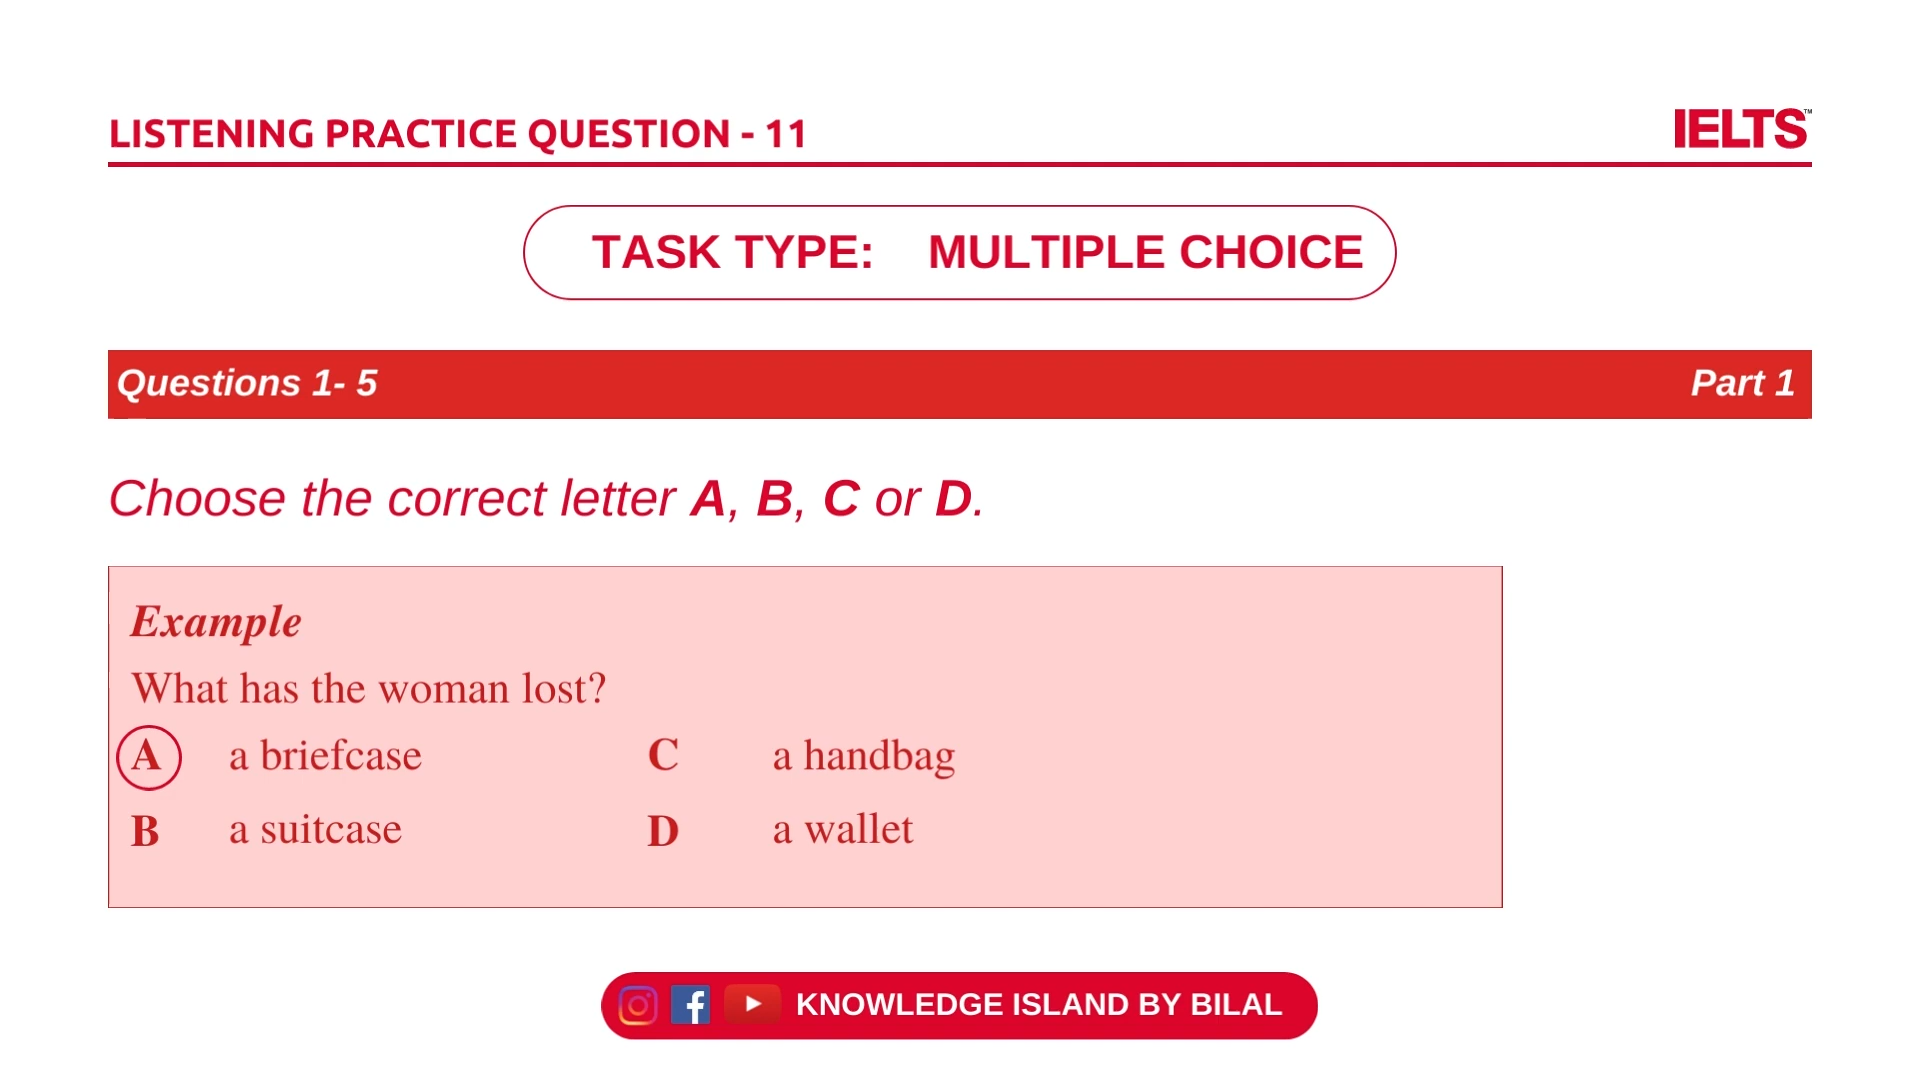 LISTENING PRACTICE QUESTION - 11
IELTS™
TASK TYPE: MULTIPLE CHOICE
Questions 1- 5 Part 1
Choose the correct letter A, B, C or D.
Example
What has the woman lost?
A a briefcase C a handbag
B a suitcase D a wallet
KNOWLEDGE ISLAND BY BILAL